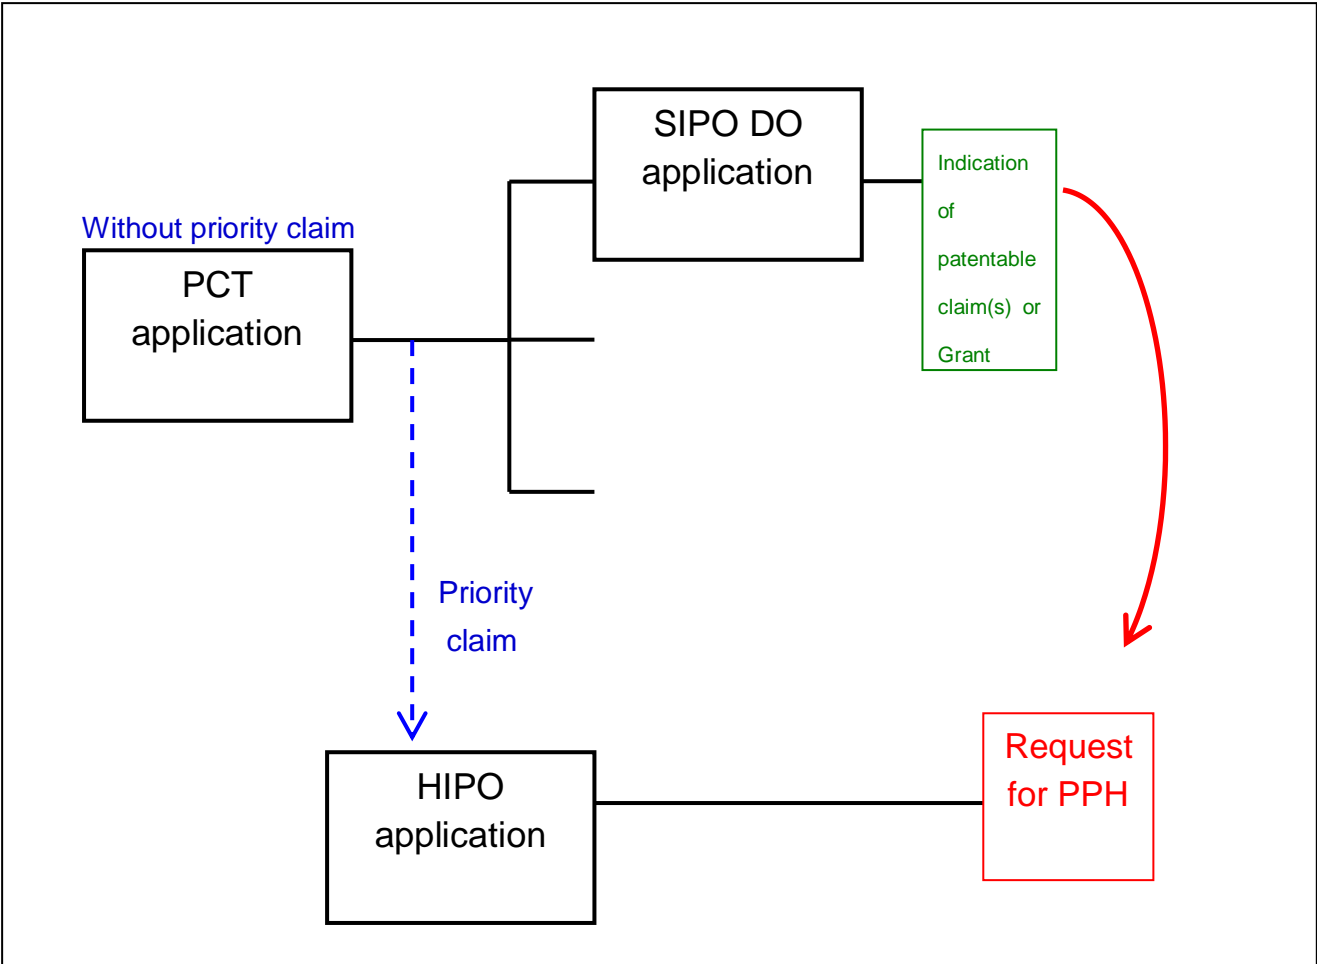 SIPO DO
application
Indication
of
patentable
claim(s) or
Grant
Without priority claim
PCT
application
Priority
claim
HIPO
application
Request
for PPH